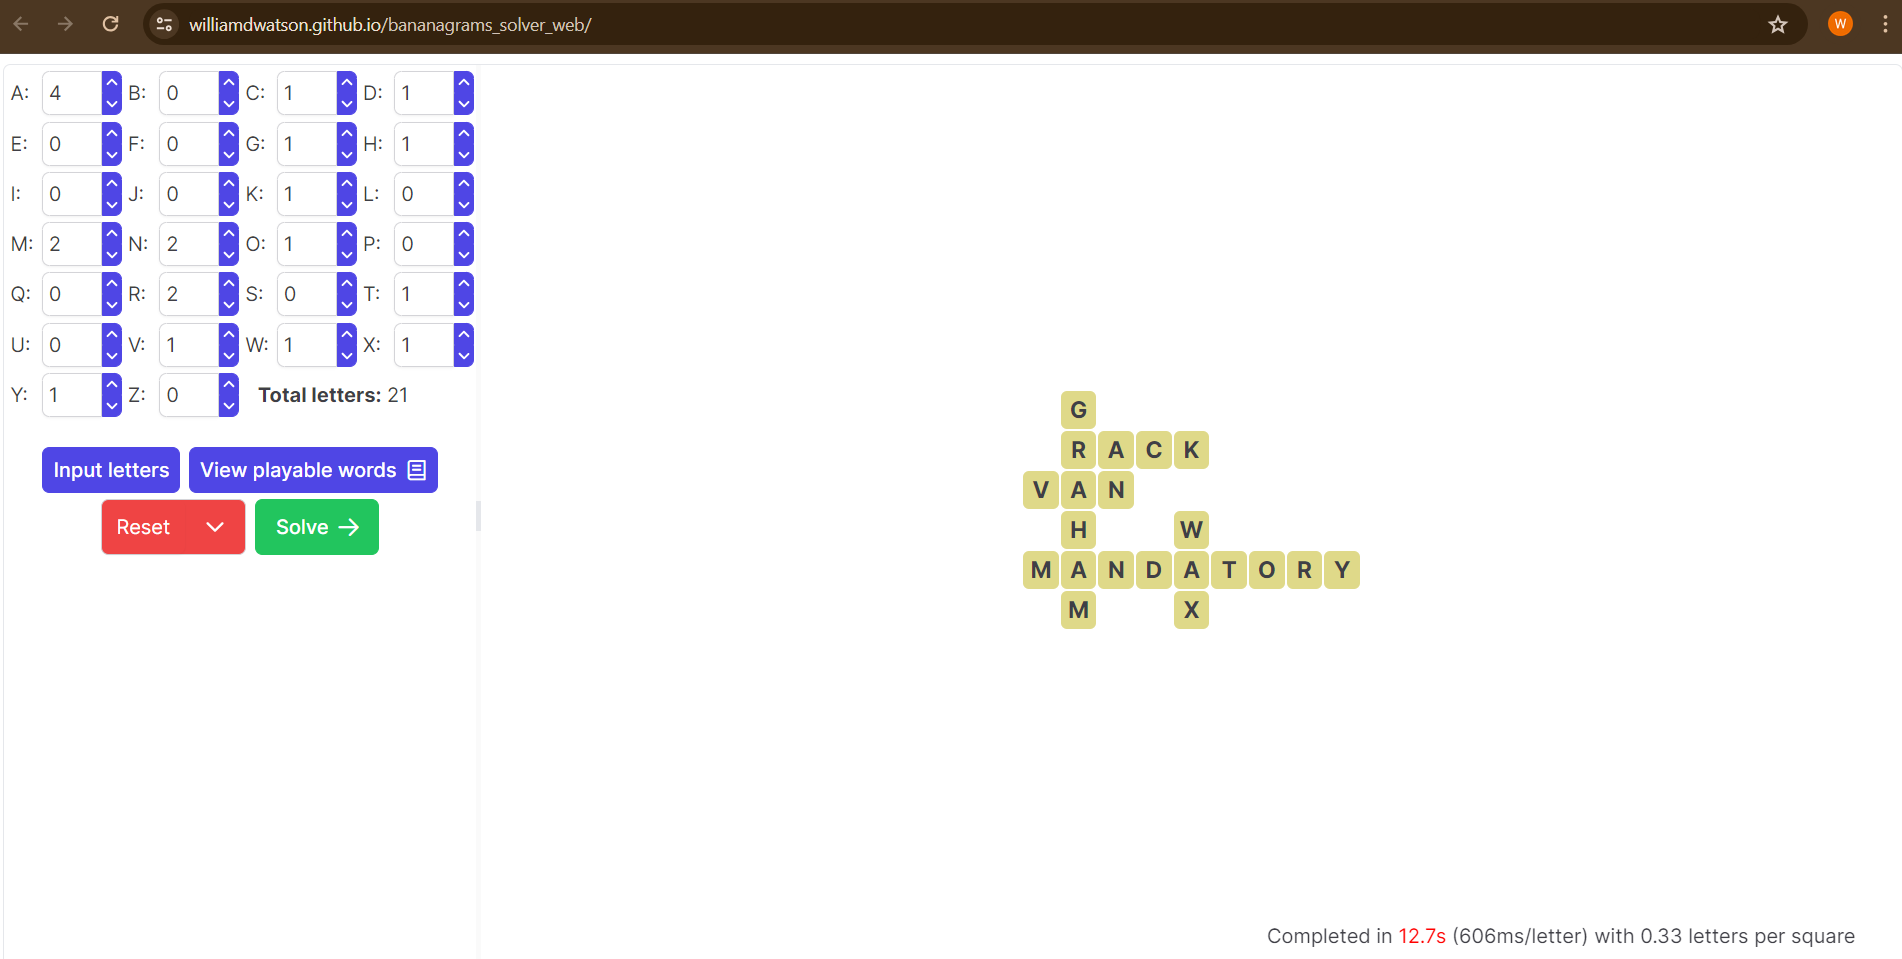 williamdwatson.github.io/bananagrams_solver_web/
W
A: 4 B: 0 C: 1 D: 1
E: 0 F: 0 G: 1 H: 1
I: 0 J: 0 K: 1 L: 0
M: 2 N: 2 O: 1 P: 0
Q: 0 R: 2 S: 0 T: 1
U: 0 V: 1 W: 1 X: 1
Y: 1 Z: 0 Total letters: 21
Input letters View playable words
Reset Solve
G
R A C K
V A N
H W
M A N D A T O R Y
M X
Completed in 12.7s (606ms/letter) with 0.33 letters per square